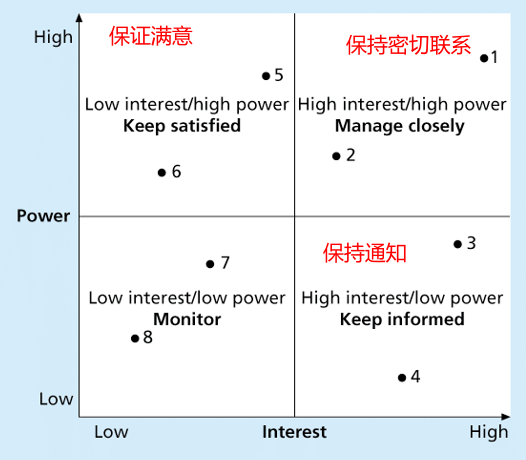 High
保证满意
保持密切联系
1
5
Low interest/high power
Keep satisfied
High interest/high power
Manage closely
2
6
Power
3
保持通知
7
Low interest/low power
Monitor
High interest/low power
Keep informed
8
4
Low
Low
Interest
High